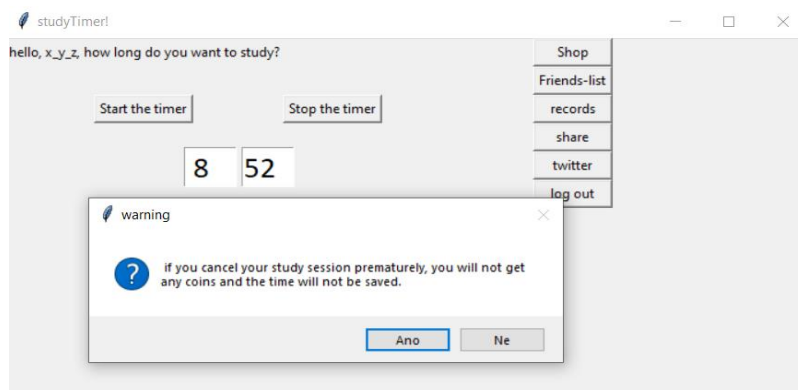 studyTimer!
hello, x_y_z, how long do you want to study?
Shop
Friends-list
Start the timer Stop the timer records
share
8 52 twitter
log out
warning
if you cancel your study session prematurely, you will not get
any coins and the time will not be saved.
Ano Ne